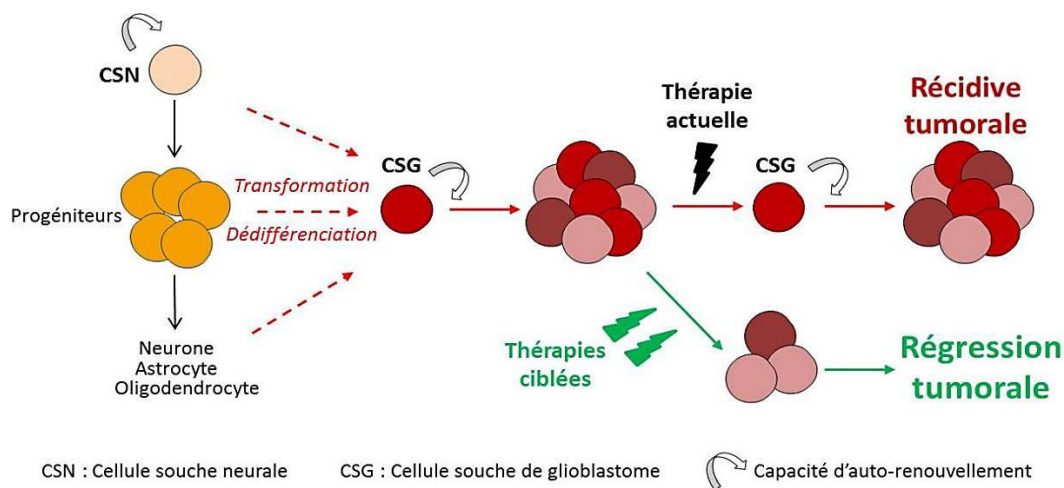 CSN
Progéniteurs
Transformation
Dédifférenciation
Neurone
Astrocyte
Oligodendrocyte
CSG
Thérapie
actuelle
CSG
Récidive
tumorale
Thérapies
ciblées
Régression
tumorale
CSN : Cellule souche neurale
CSG : Cellule souche de glioblastome
Capacité d'auto-renouvellement